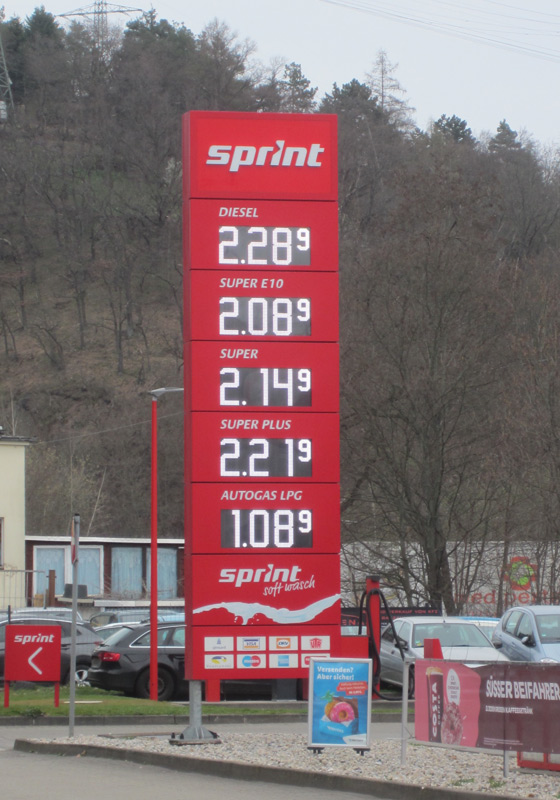 sprint
DIESEL
2.28⁹
SUPER E10
2.08⁹
SUPER
2.14⁹
SUPER PLUS
2.21⁹
AUTOGAS LPG
1.08⁹
sprint
soft wasch
sprint
Versenden?
Aber sicher!
COSTA
SÜSSER BEIFAHRER